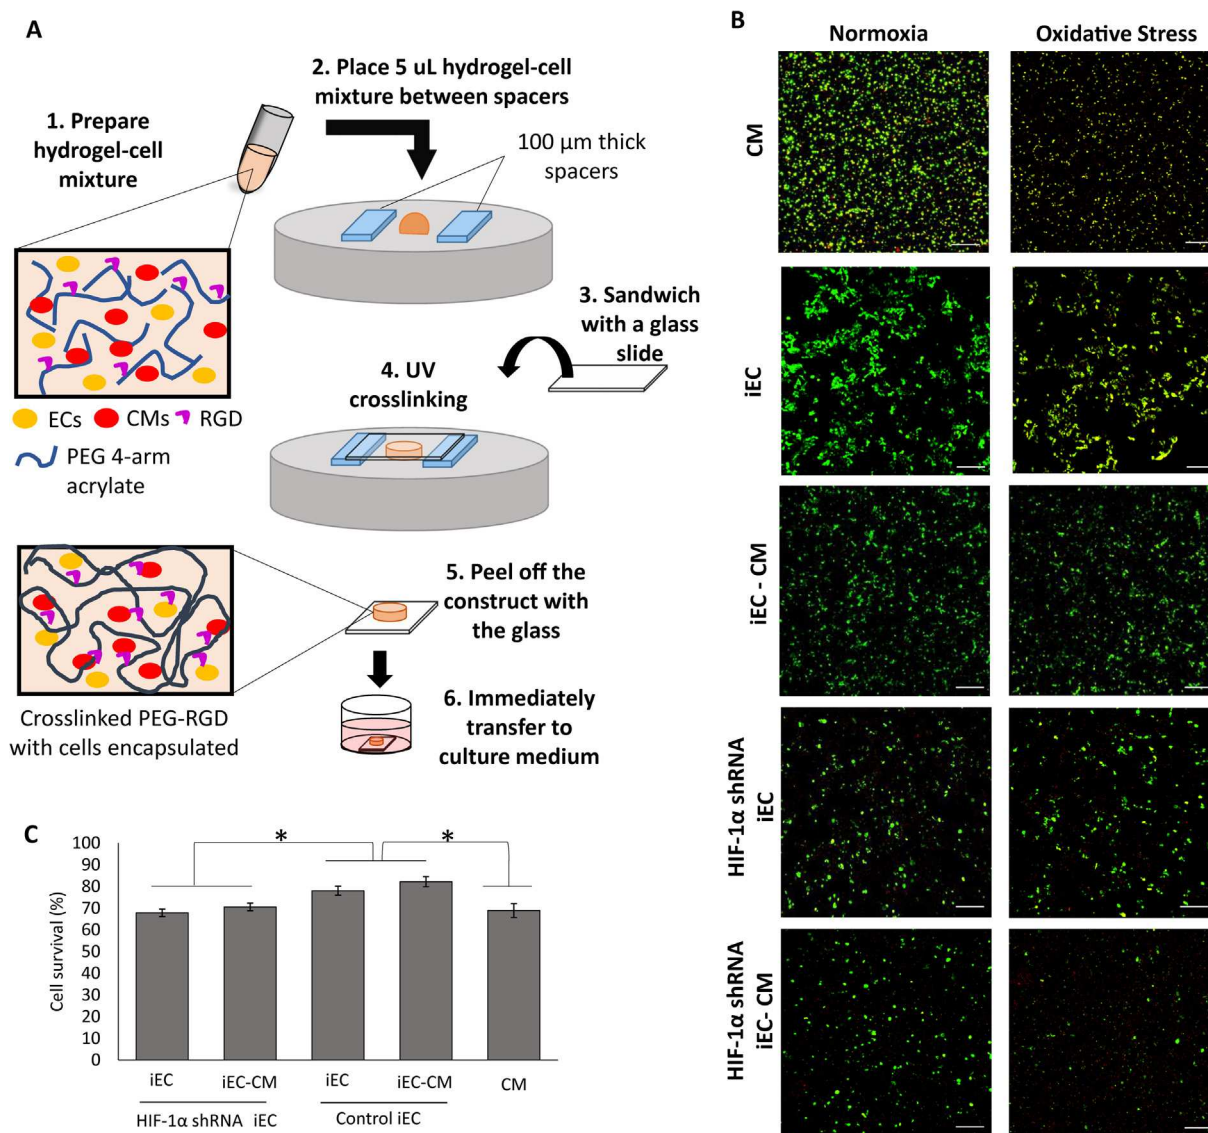 A
1. Prepare
hydrogel-cell
mixture
2. Place 5 uL hydrogel-cell
mixture between spacers
100 μm thick
spacers
3. Sandwich
with a glass
slide
4. UV
crosslinking
ECs CMs RGD
PEG 4-arm
acrylate
5. Peel off the
construct with
the glass
6. Immediately
transfer to
culture medium
Crosslinked PEG-RGD
with cells encapsulated
B
Normoxia Oxidative Stress
CM
iEC
iEC - CM
HIF-1α shRNA
iEC
HIF-1α shRNA
iEC- CM
C
Cell survival (%)
100
90
80
70
60
50
40
30
20
10
0
* *
iEC iEC-CM iEC iEC-CM CM
HIF-1α shRNA iEC Control iEC